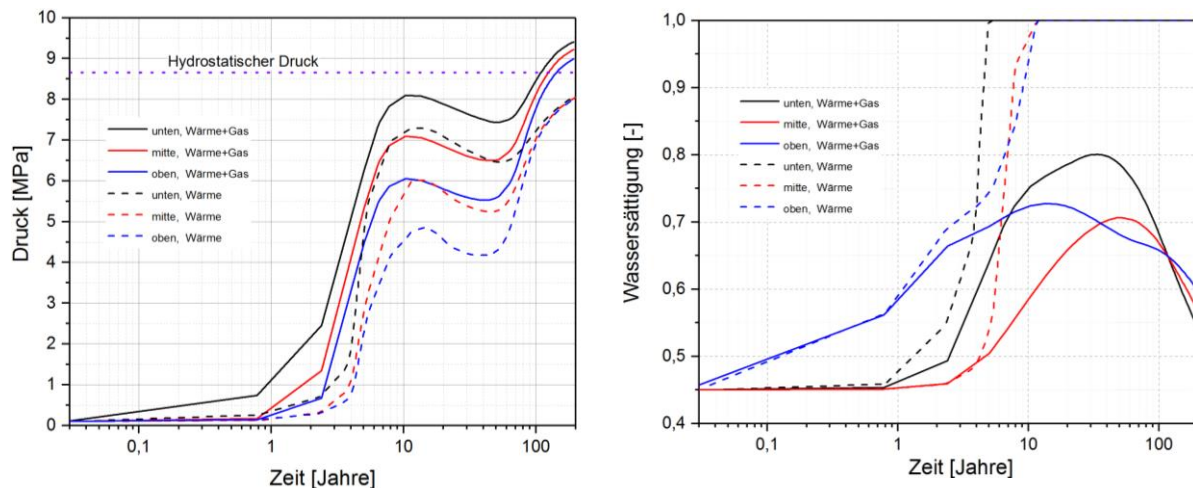 10
9
8
7
6
5
4
3
2
1
0
Druck [MPa]
Hydrostatischer Druck
unten, Wärme+Gas
mitte, Wärme+Gas
oben, Wärme+Gas
unten, Wärme
mitte, Wärme
oben, Wärme
0,1
1
10
100
Zeit [Jahre]
1,0
0,9
0,8
0,7
0,6
0,5
0,4
Wassersättigung [-]
unten, Wärme+Gas
mitte, Wärme+Gas
oben, Wärme+Gas
unten, Wärme
mitte, Wärme
oben, Wärme
0,1
1
10
100
Zeit [Jahre]